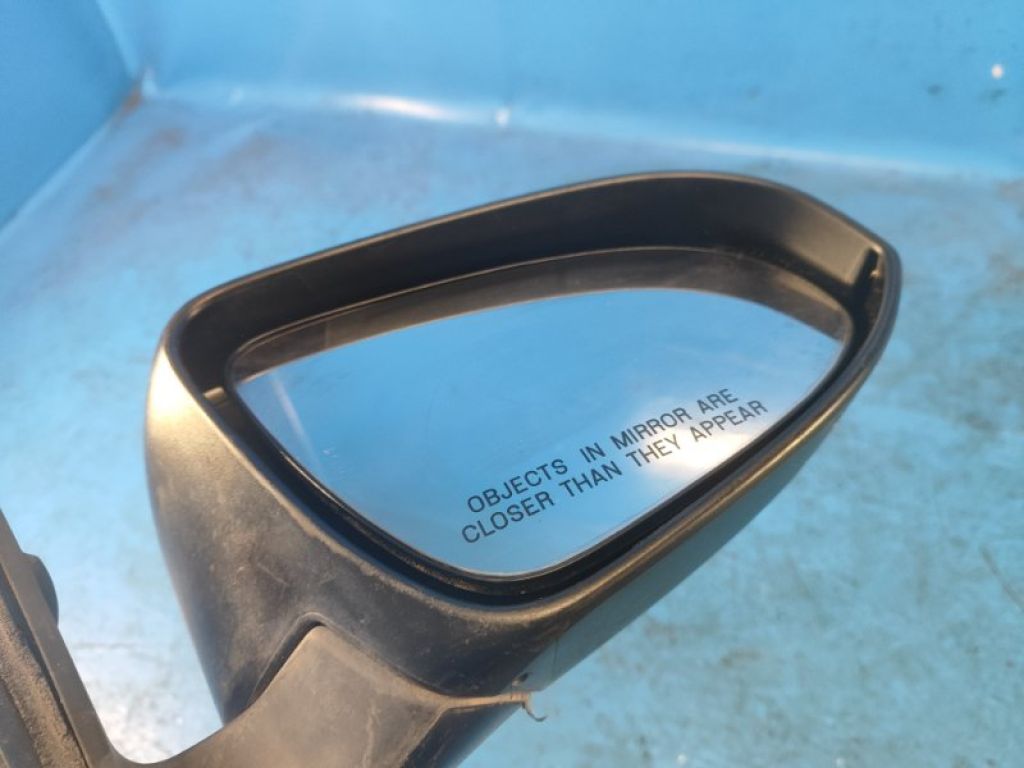 OBJECTS IN MIRROR ARE
CLOSER THAN THEY APPEAR